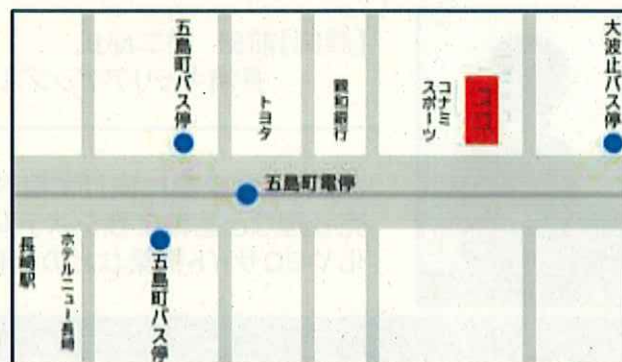 五島町バス停
トヨタ
親和銀行
コナミ
スポーツ
大波止バス停
五島町電停
長崎駅
ホテルニュー長崎
五島町バス停